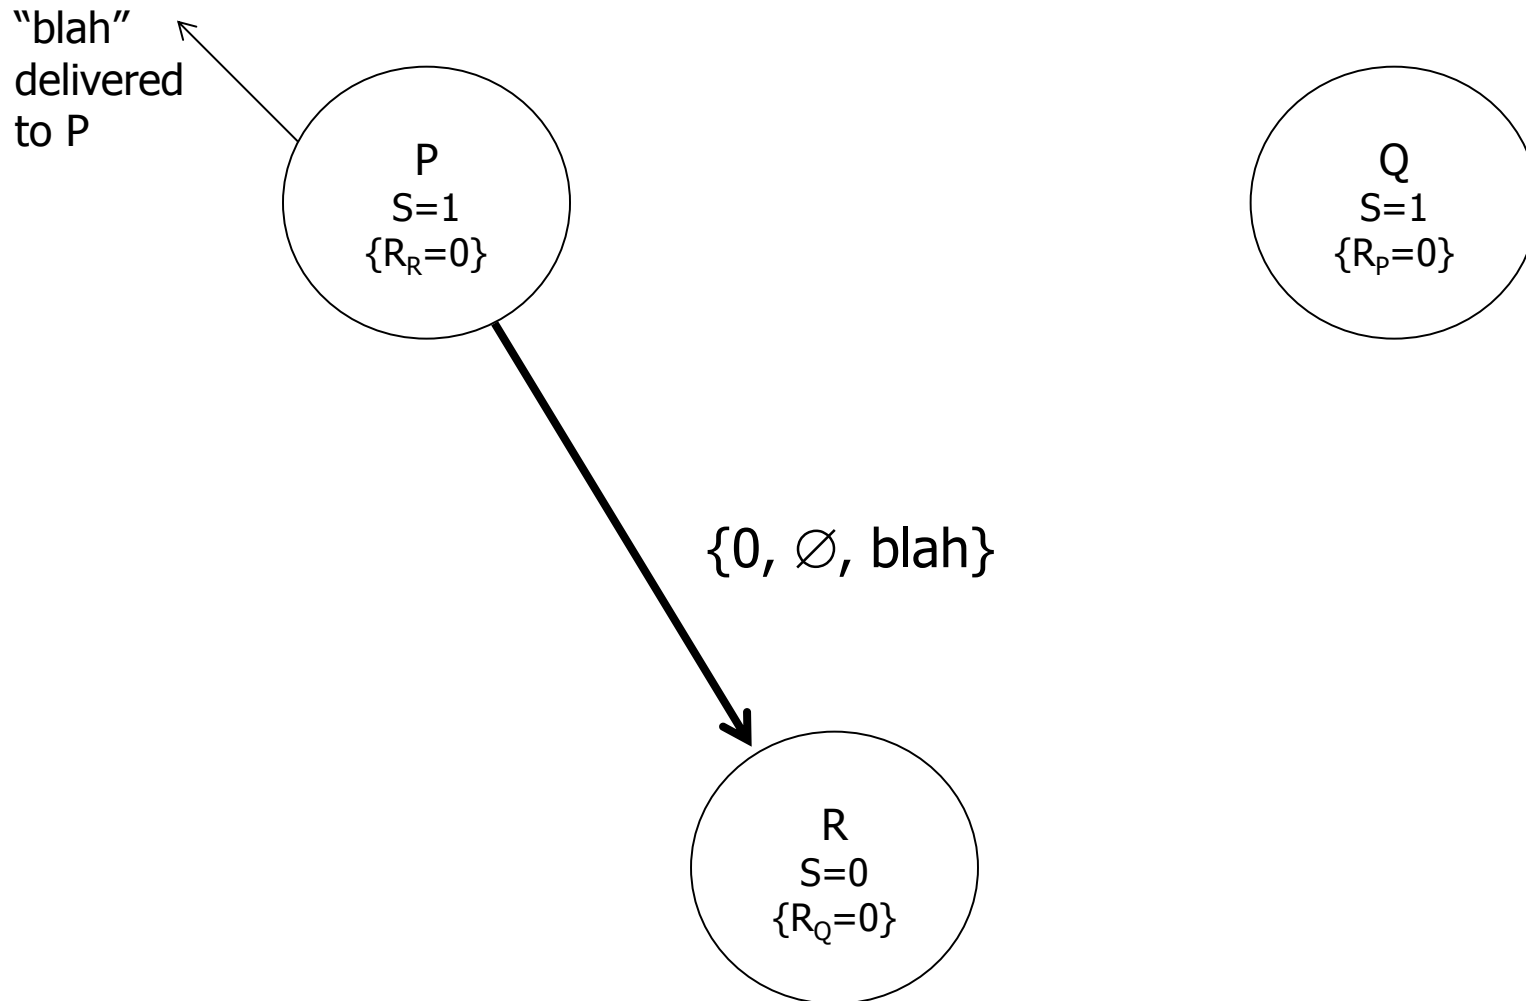 “blah”
delivered
to P
P
S=1
{R_R=0}
Q
S=1
{R_P=0}
{0, ∅, blah}
R
S=0
{R_Q=0}